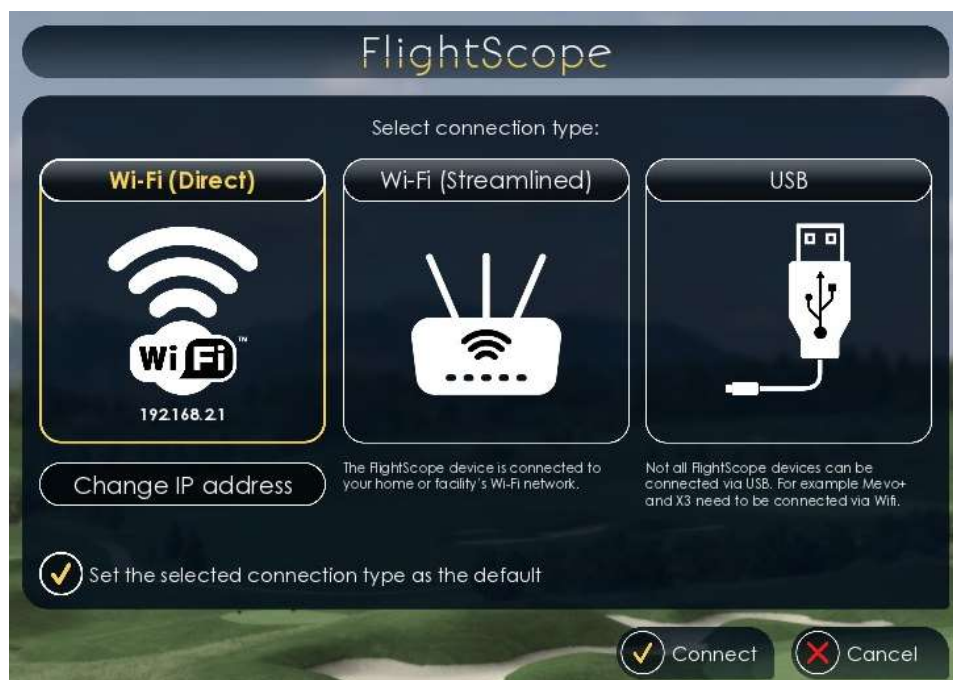 FlightScope
Select connection type:
Wi-Fi (Direct)
Wi-Fi (Streamlined)
USB
Wi Fi™
192.168.2.1
Change IP address
The FlightScope device is connected to
your home or facility's Wi-Fi network.
Not all FlightScope devices can be
connected via USB. For example Mevo+
and X3 need to be connected via Wifi.
Set the selected connection type as the default
Connect
Cancel